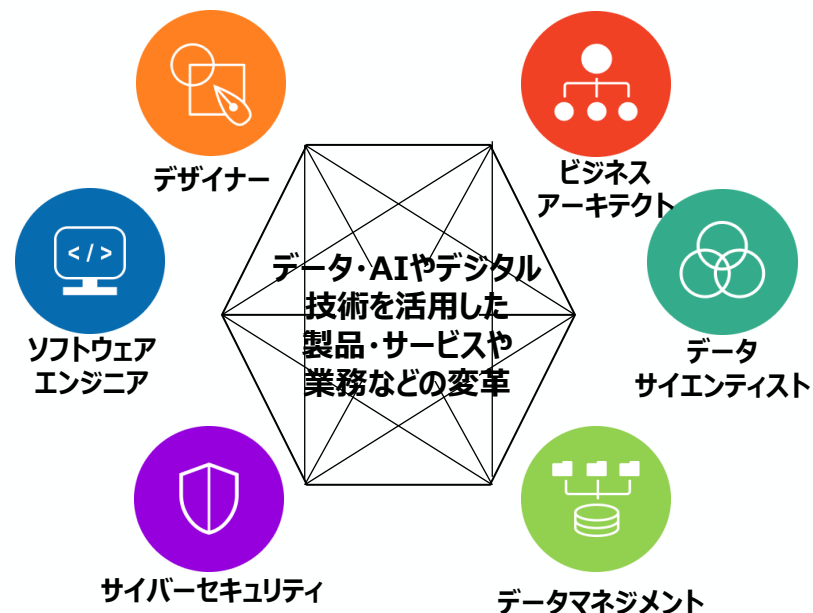 デザイナー
ビジネス
アーキテクト
データ・AIやデジタル
技術を活用した
製品・サービスや
業務などの変革
</>
ソフトウェア
エンジニア
データ
サイエンティスト
サイバーセキュリティ
データマネジメント